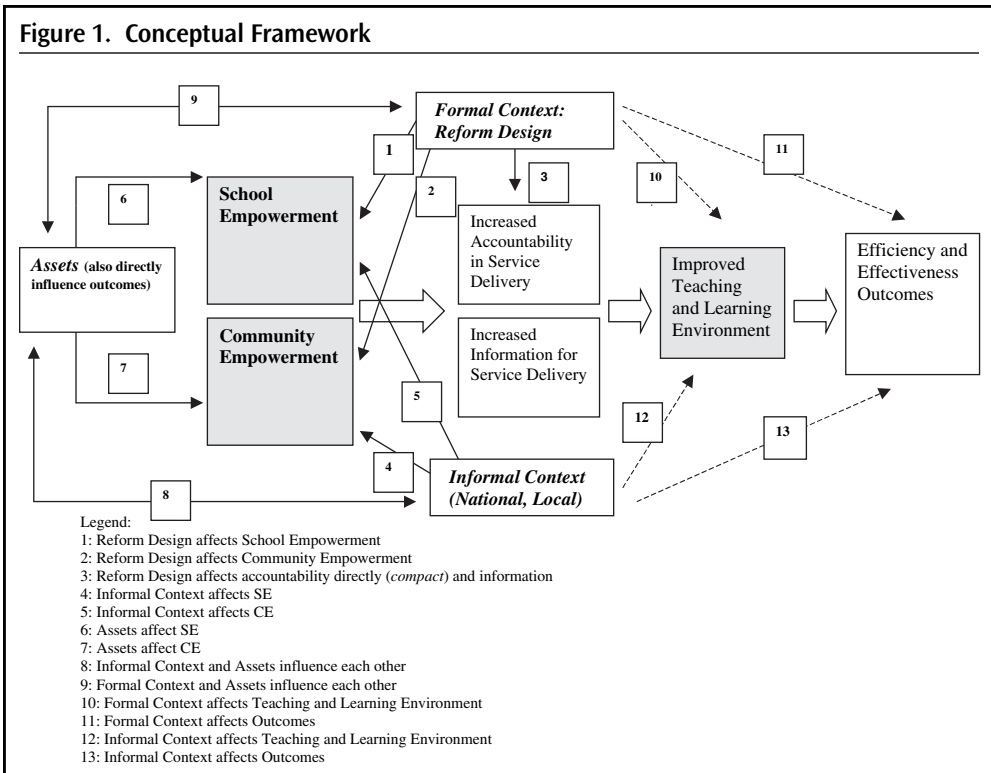 Figure 1. Conceptual Framework
9
Formal Context:
Reform Design
1
11
6
School
Empowerment
2
3
10
Increased
Accountability
in Service
Delivery
Assets (also directly
influence outcomes)
Improved
Teaching
and Learning
Environment
Efficiency and
Effectiveness
Outcomes
Community
Empowerment
Increased
Information for
Service Delivery
7
5
12
13
4
Informal Context
(National, Local)
8
Legend:
1: Reform Design affects School Empowerment
2: Reform Design affects Community Empowerment
3: Reform Design affects accountability directly (compact) and information
4: Informal Context affects SE
5: Informal Context affects CE
6: Assets affect SE
7: Assets affect CE
8: Informal Context and Assets influence each other
9: Formal Context and Assets influence each other
10: Formal Context affects Teaching and Learning Environment
11: Formal Context affects Outcomes
12: Informal Context affects Teaching and Learning Environment
13: Informal Context affects Outcomes